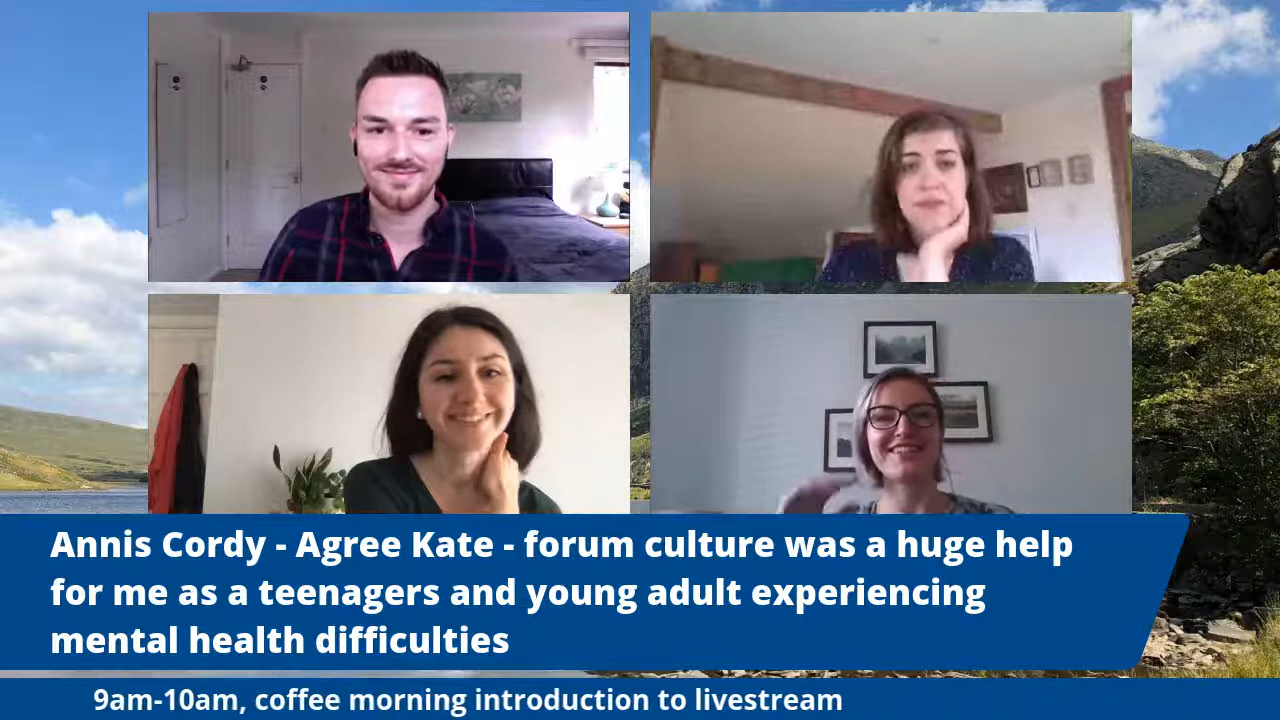 Annis Cordy - Agree Kate - forum culture was a huge help
for me as a teenagers and young adult experiencing
mental health difficulties
9am-10am, coffee morning introduction to livestream